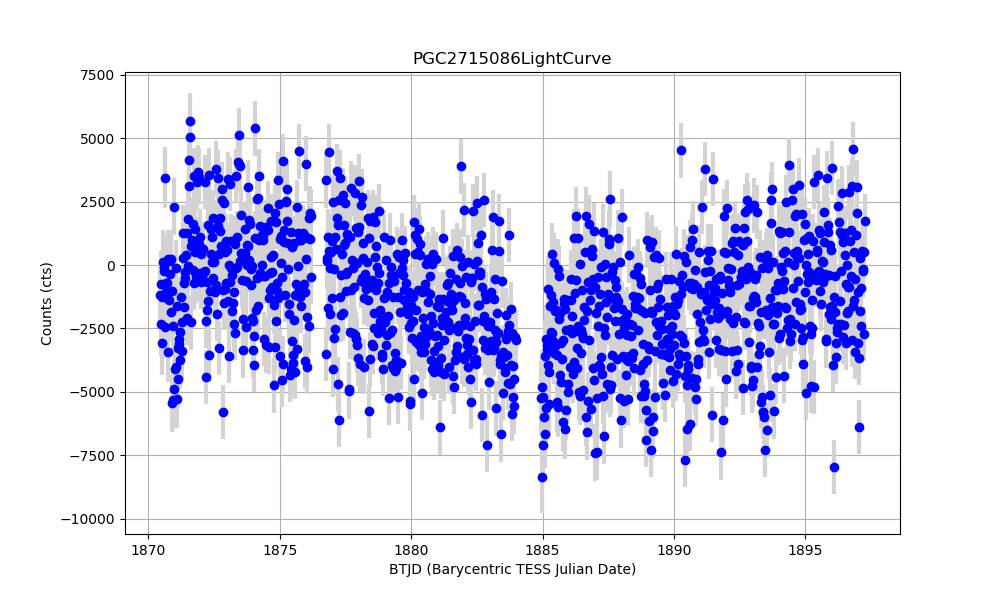 PGC2715086LightCurve
7500
5000
2500
0
−2500
−5000
−7500
−10000
Counts (cts)
1870 1875 1880 1885 1890 1895
BTJD (Barycentric TESS Julian Date)